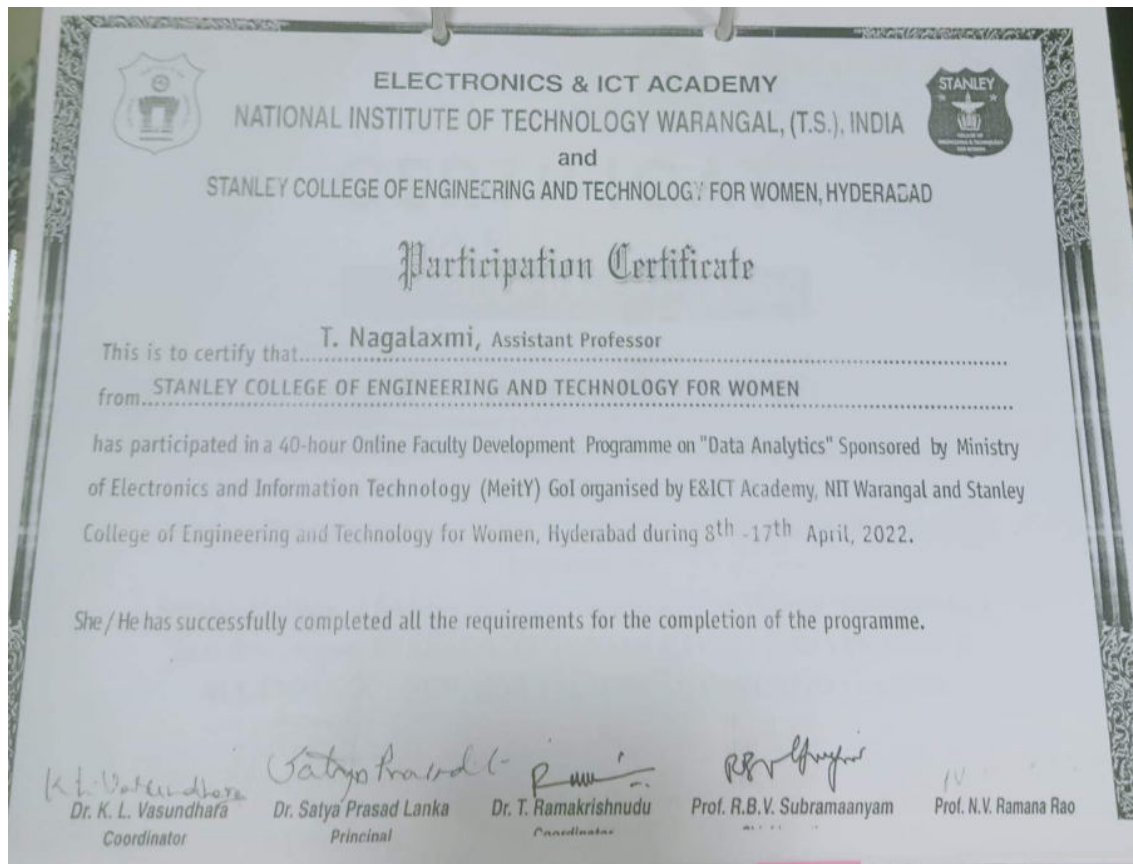 ELECTRONICS & ICT ACADEMY
NATIONAL INSTITUTE OF TECHNOLOGY WARANGAL, (T.S.), INDIA
and
STANLEY COLLEGE OF ENGINEERING AND TECHNOLOGY FOR WOMEN, HYDERABAD
STANLEY
Participation Certificate
This is to certify that T. Nagalaxmi, Assistant Professor
from STANLEY COLLEGE OF ENGINEERING AND TECHNOLOGY FOR WOMEN
has participated in a 40-hour Online Faculty Development Programme on "Data Analytics" Sponsored by Ministry
of Electronics and Information Technology (MeitY) GoI organised by E&ICT Academy, NIT Warangal and Stanley
College of Engineering and Technology for Women, Hyderabad during 8th -17th April, 2022.
She / He has successfully completed all the requirements for the completion of the programme.
K. L. Vasundhara Satya Prasad L
Dr. K. L. Vasundhara Dr. Satya Prasad Lanka Dr. T. Ramakrishnudu Prof. R.B.V. Subramaanyam Prof. N.V. Ramana Rao
Coordinator Principal Coordinator